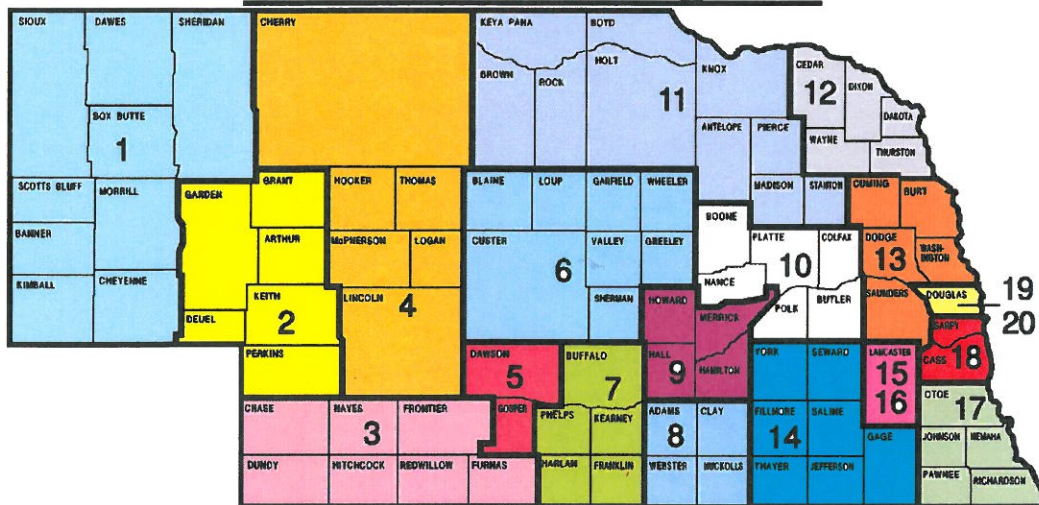 SIOUX
DAWES
SHERIDAN
CHERRY
KEYA PAHA
BOYD
BROWN
ROCK
HOLT
KNOX
CEDAR
DIXON
DAKOTA
12
11
BOX BUTTE
1
ANTELOPE
PIERCE
WAYNE
THURSTON
SCOTTS BLUFF
MORRILL
GARDEN
GRANT
HOOKER
THOMAS
BLAINE
LOUP
GARFIELD
WHEELER
MADISON
STANTON
CUMING
BURT
BANNER
ARTHUR
McPHERSON
LOGAN
CUSTER
VALLEY
GREELEY
BOONE
PLATTE
COLFAX
DODGE
WASH-
INGTON
6
10
13
KIMBALL
CHEYENNE
KEITH
LINCOLN
4
SHERMAN
HOWARD
NANCE
MERRICK
POLK
BUTLER
SAUNDERS
DOUGLAS
19
20
DEUEL
2
SARPY
PERKINS
DAWSON
5
BUFFALO
7
HALL
9
HAMILTON
YORK
SEWARD
LANCASTER
15
16
CASS
18
OTOE
17
CHASE
HAYES
FRONTIER
3
GOSPER
PHELPS
KEARNEY
ADAMS
CLAY
8
FILLMORE
SALINE
14
GAGE
JOHNSON
NEMAHA
DUNDY
HITCHCOCK
REDWILLOW
FURNAS
HARLAN
FRANKLIN
WEBSTER
NUCKOLLS
THAYER
JEFFERSON
PAWNEE
RICHARDSON